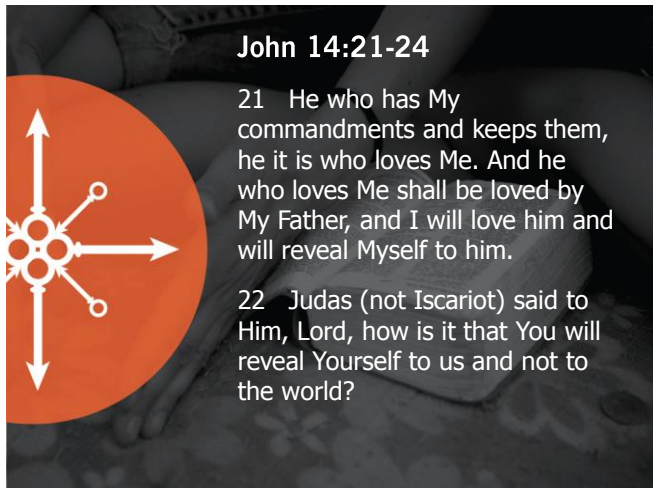 John 14:21-24
21 He who has My
commandments and keeps them,
he it is who loves Me. And he
who loves Me shall be loved by
My Father, and I will love him and
will reveal Myself to him.
22 Judas (not Iscariot) said to
Him, Lord, how is it that You will
reveal Yourself to us and not to
the world?